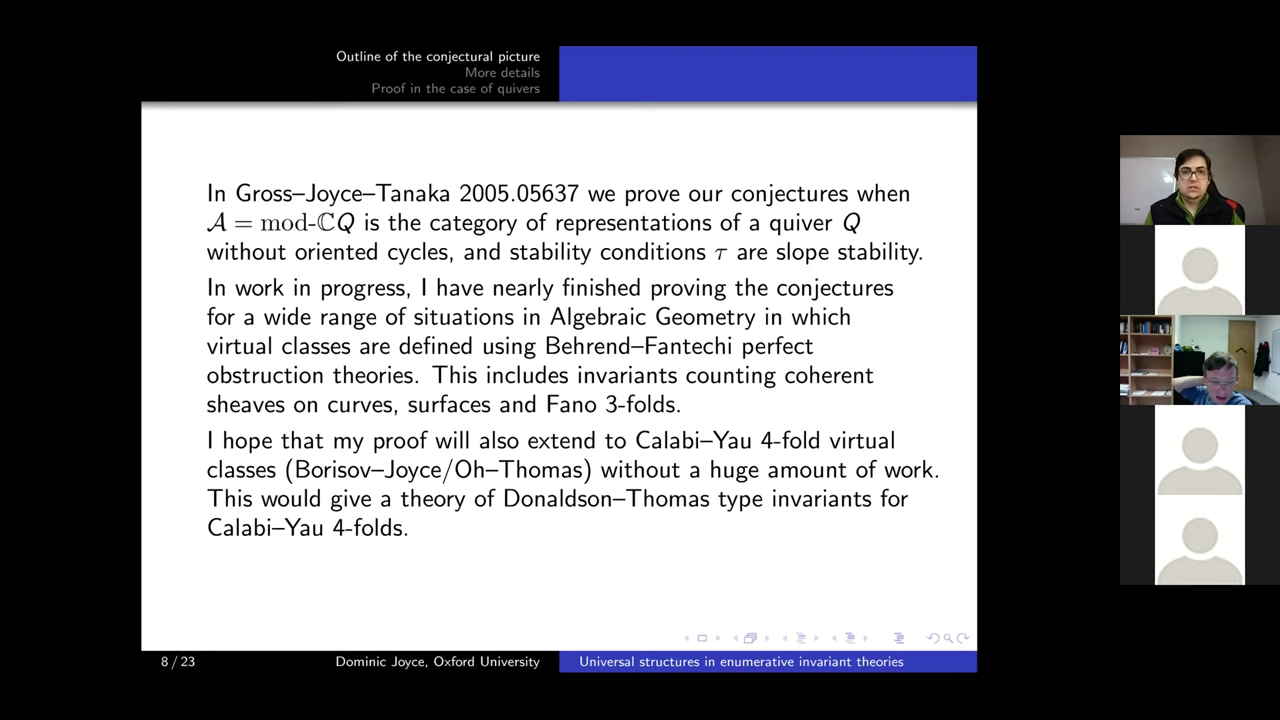 Outline of the conjectural picture
More details
Proof in the case of quivers
In Gross–Joyce–Tanaka 2005.05637 we prove our conjectures when
𝒜 = mod-ℂQ is the category of representations of a quiver Q
without oriented cycles, and stability conditions τ are slope stability.
In work in progress, I have nearly finished proving the conjectures
for a wide range of situations in Algebraic Geometry in which
virtual classes are defined using Behrend–Fantechi perfect
obstruction theories. This includes invariants counting coherent
sheaves on curves, surfaces and Fano 3-folds.
I hope that my proof will also extend to Calabi–Yau 4-fold virtual
classes (Borisov–Joyce/Oh–Thomas) without a huge amount of work.
This would give a theory of Donaldson–Thomas type invariants for
Calabi–Yau 4-folds.
8 / 23
Dominic Joyce, Oxford University
Universal structures in enumerative invariant theories